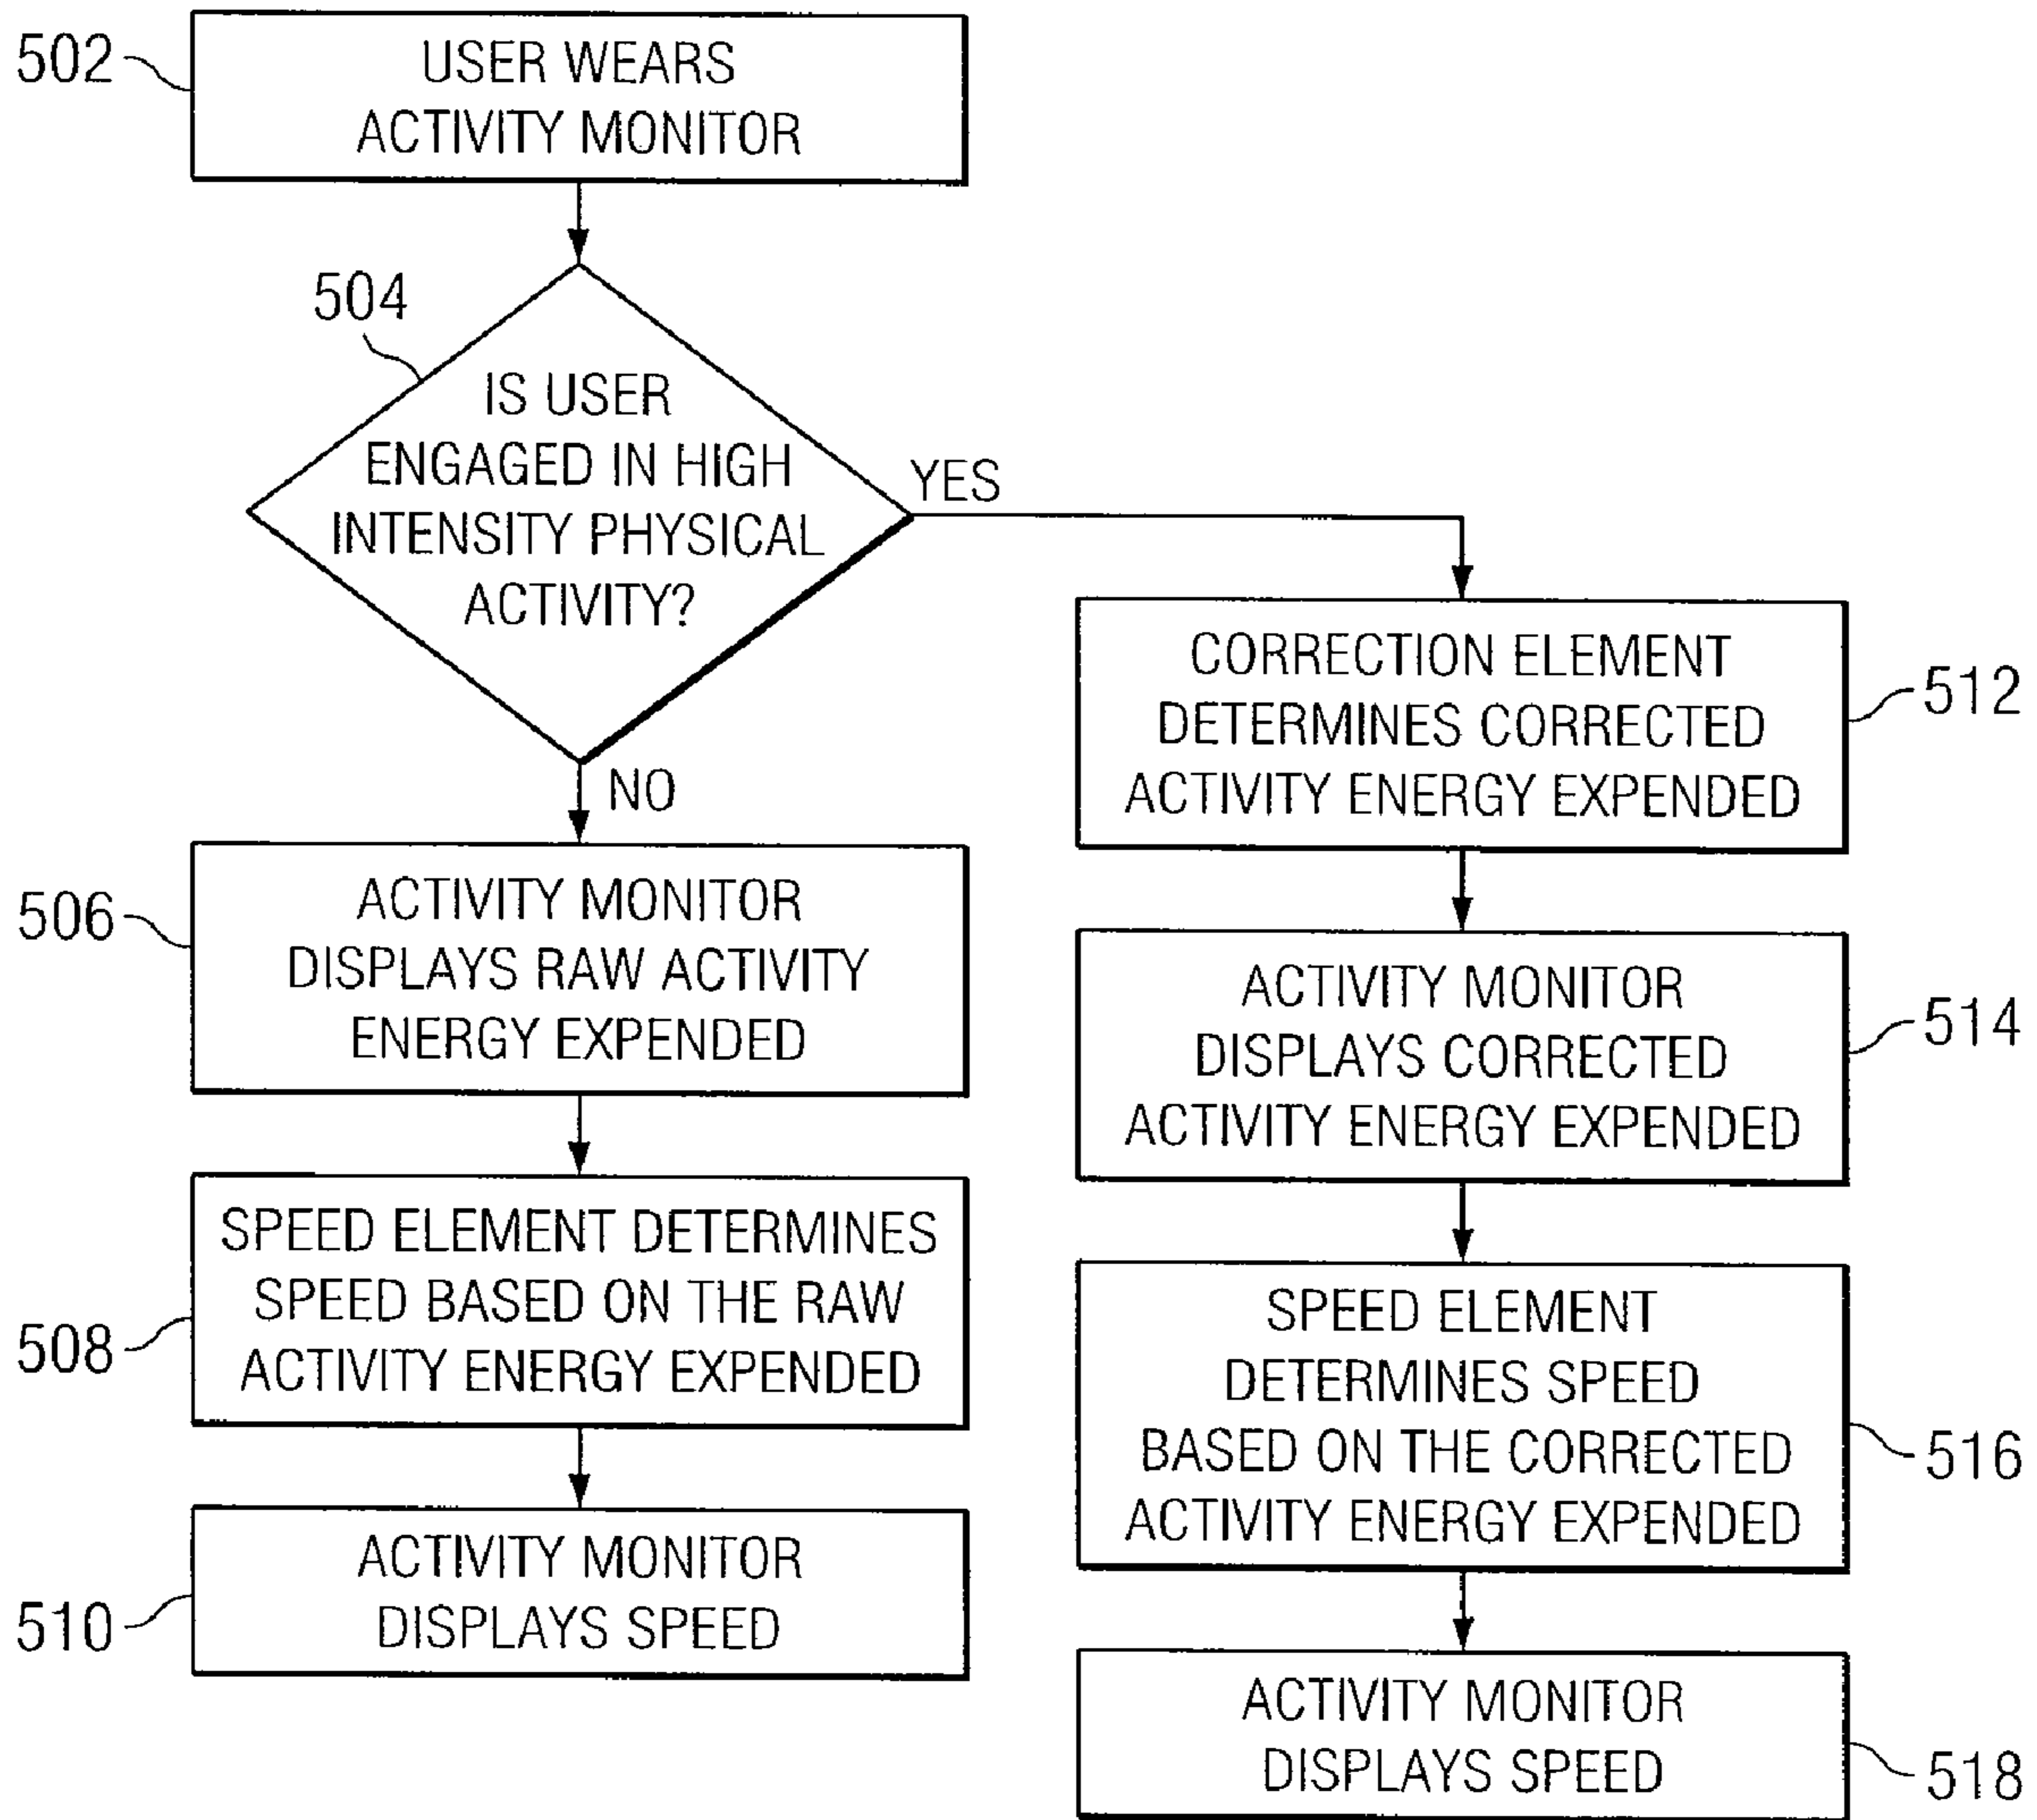 502
USER WEARS
ACTIVITY MONITOR
504
IS USER
ENGAGED IN HIGH
INTENSITY PHYSICAL
ACTIVITY?
YES
NO
506
ACTIVITY MONITOR
DISPLAYS RAW ACTIVITY
ENERGY EXPENDED
508
SPEED ELEMENT DETERMINES
SPEED BASED ON THE RAW
ACTIVITY ENERGY EXPENDED
510
ACTIVITY MONITOR
DISPLAYS SPEED
CORRECTION ELEMENT
DETERMINES CORRECTED
ACTIVITY ENERGY EXPENDED
512
ACTIVITY MONITOR
DISPLAYS CORRECTED
ACTIVITY ENERGY EXPENDED
514
SPEED ELEMENT
DETERMINES SPEED
BASED ON THE CORRECTED
ACTIVITY ENERGY EXPENDED
516
ACTIVITY MONITOR
DISPLAYS SPEED
518